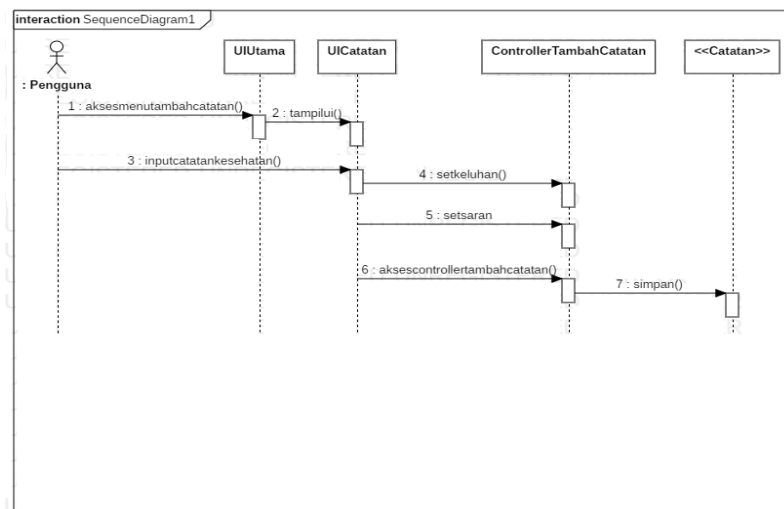 interaction SequenceDiagram1
UIUtama
UICatatan
ControllerTambahCatatan
<<Catatan>>
: Pengguna
1 : aksesmenutambahcatatan()
2 : tampilui()
3 : inputcatatankesehatan()
4 : setkeluhan()
5 : setsaran
6 : aksescontrollertambahcatatan()
7 : simpan()